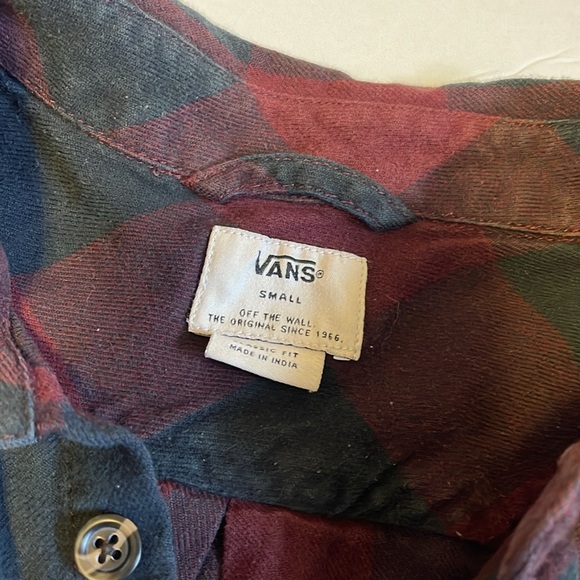 VANS
SMALL
OFF THE WALL.
THE ORIGINAL SINCE 1966.
FIT
MADE IN INDIA